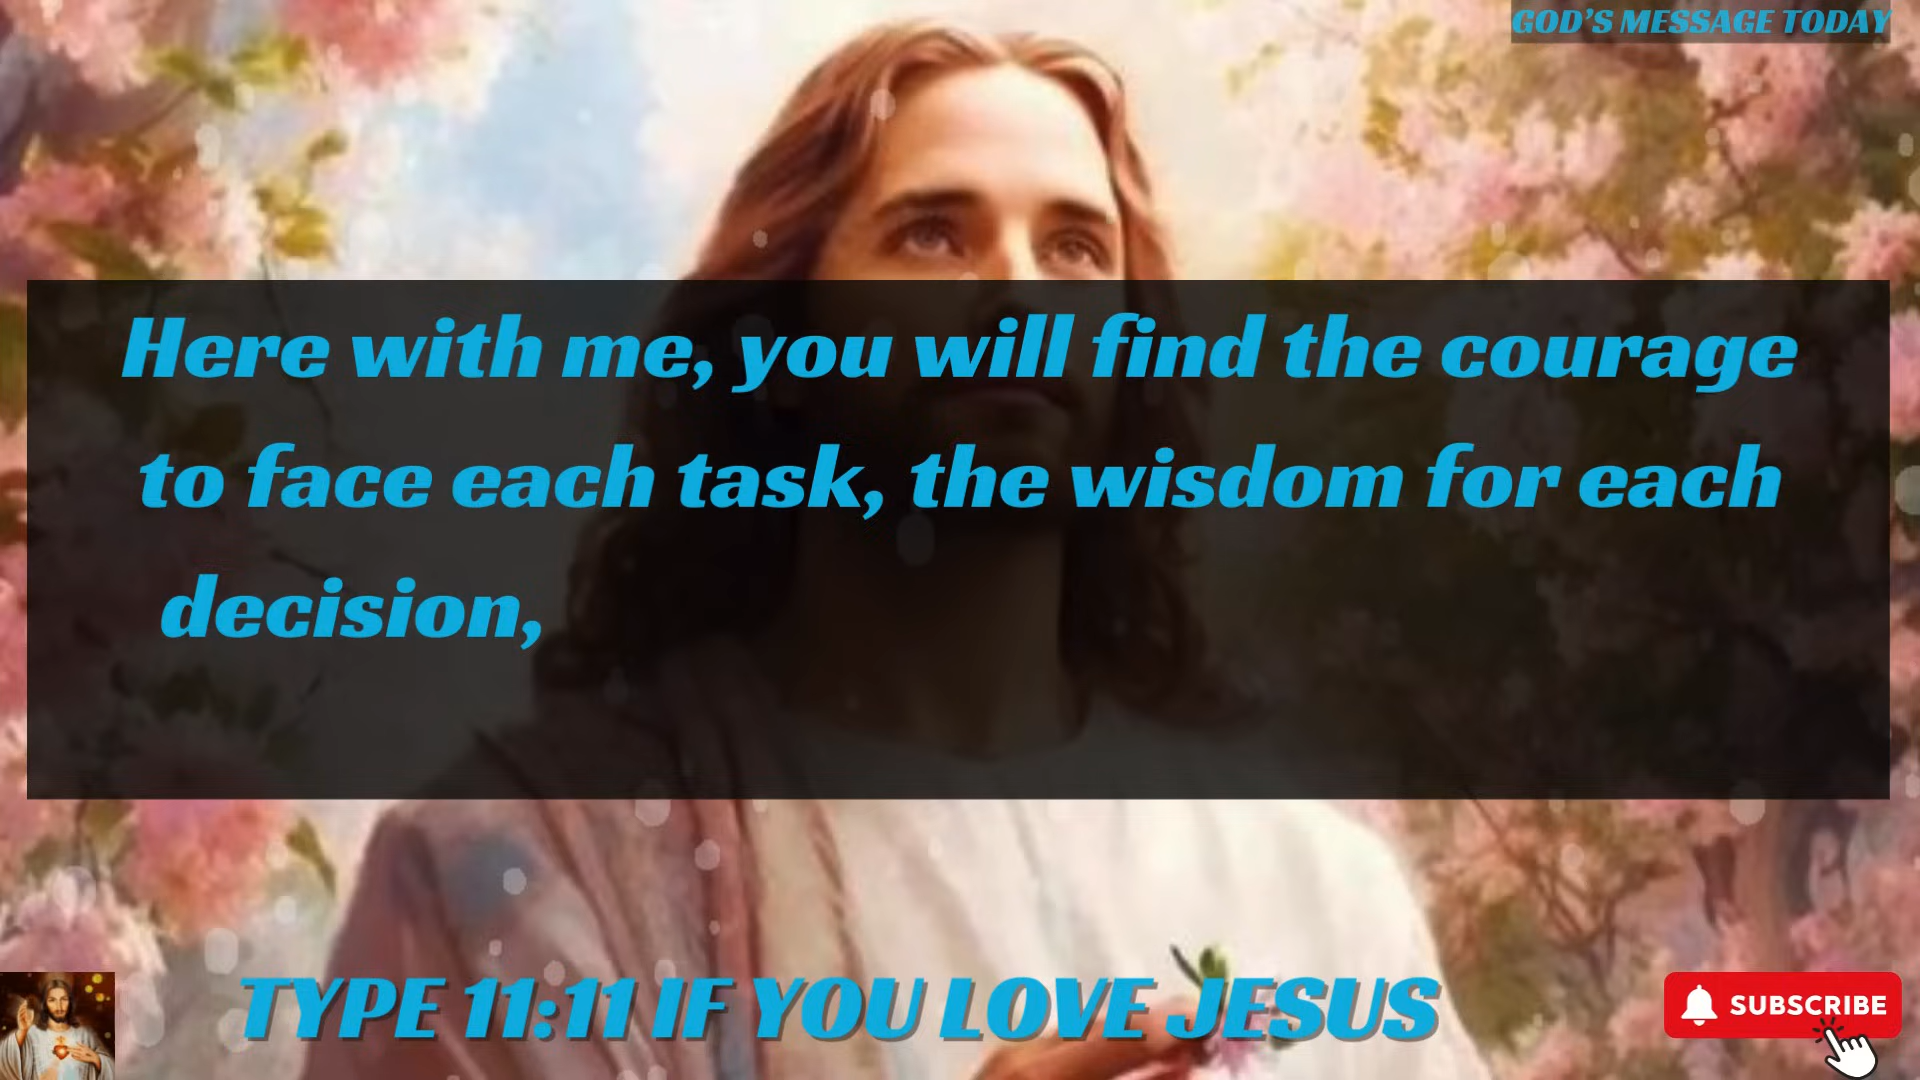 GOD'S MESSAGE TODAY
Here with me, you will find the courage
to face each task, the wisdom for each
decision,
TYPE 11:11 IF YOU LOVE JESUS
SUBSCRIBE